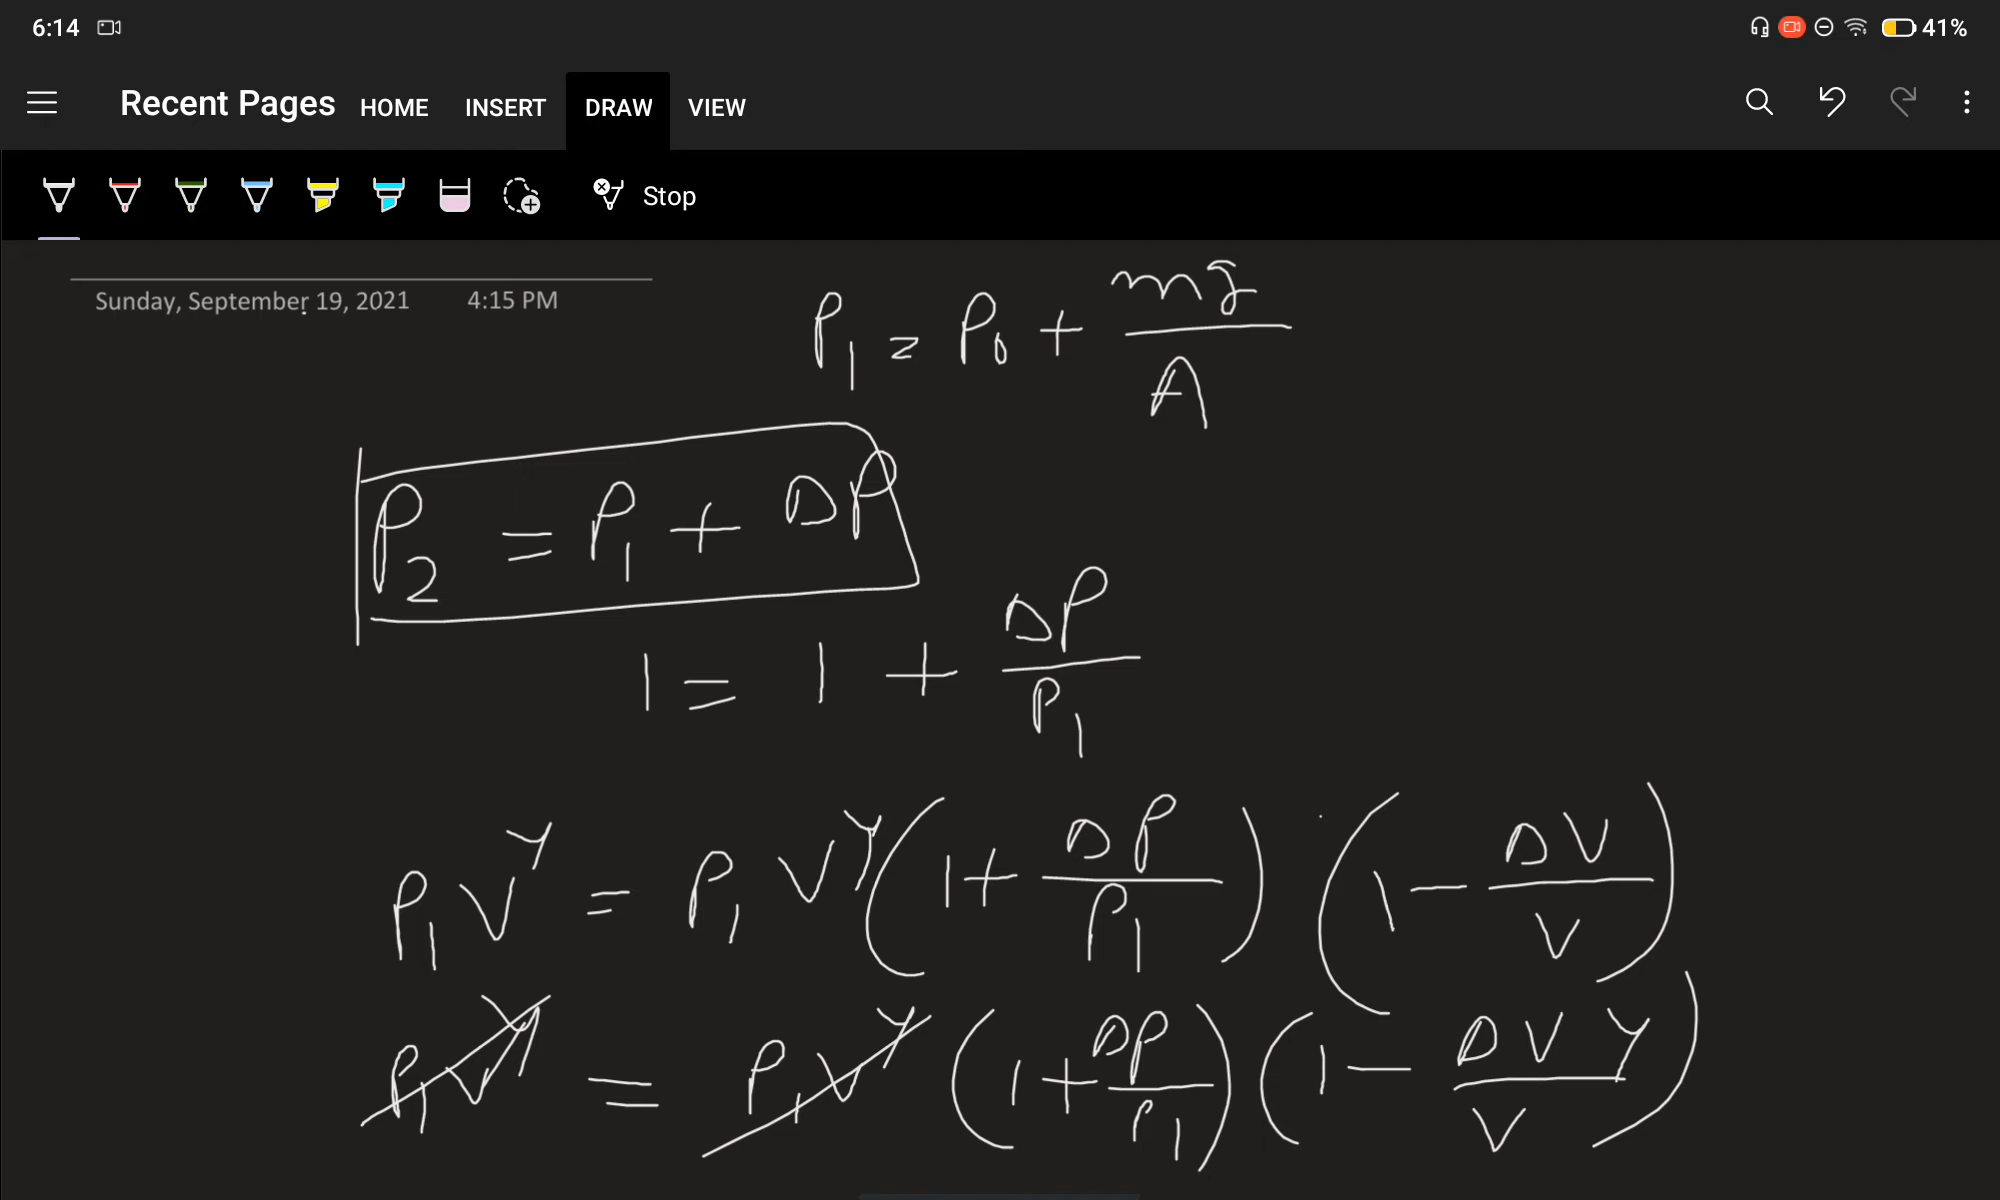 6:14 41%
Recent Pages HOME INSERT DRAW VIEW
Stop
Sunday, September 19, 2021 4:15 PM
P₁ = P₀ + mg/A
P₂ = P₁ + ΔP
1 = 1 + ΔP/P₁
P₁V^γ = P₁V^γ (1 + ΔP/P₁) (1 - ΔV/V)
P₁V^γ = P₁V^γ (1 + ΔP/P₁) (1 - ΔVγ/V)